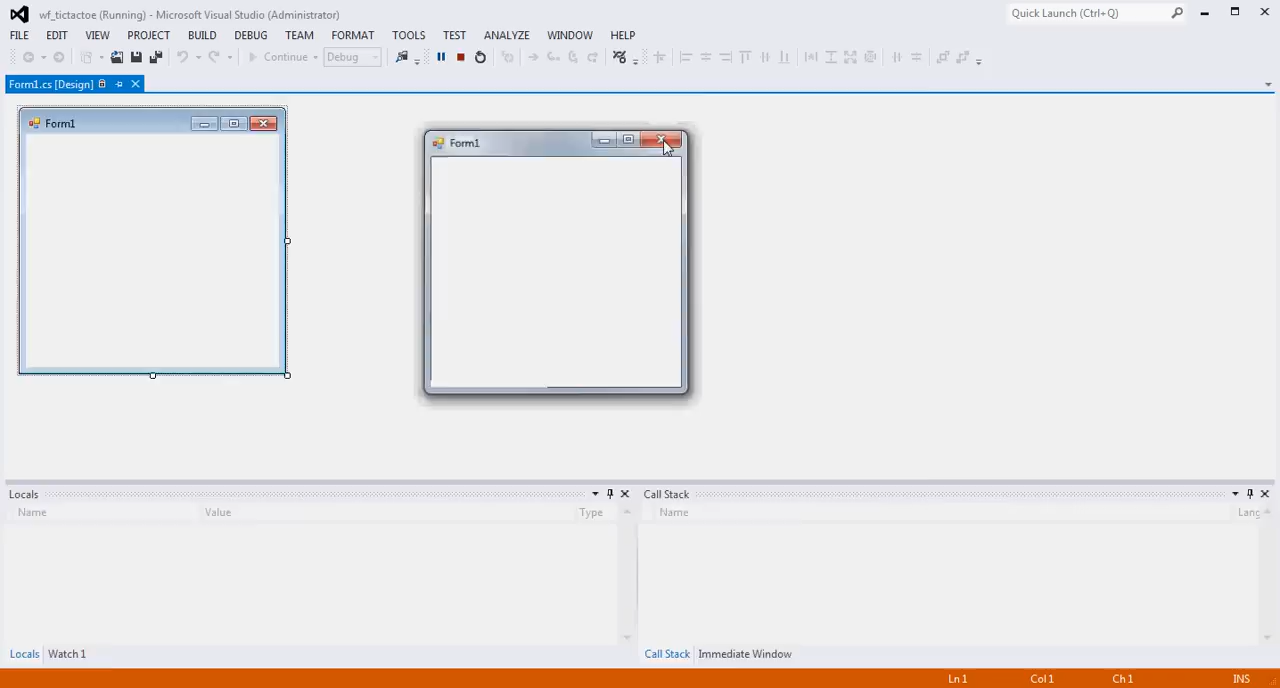 wf_tictactoe (Running) - Microsoft Visual Studio (Administrator)
Quick Launch (Ctrl+Q)
FILE EDIT VIEW PROJECT BUILD DEBUG TEAM FORMAT TOOLS TEST ANALYZE WINDOW HELP
Continue Debug
Form1.cs [Design]
Form1
Form1
Locals
Name Value Type
Call Stack
Name Lang
Locals Watch 1
Call Stack Immediate Window
Ln 1 Col 1 Ch 1 INS